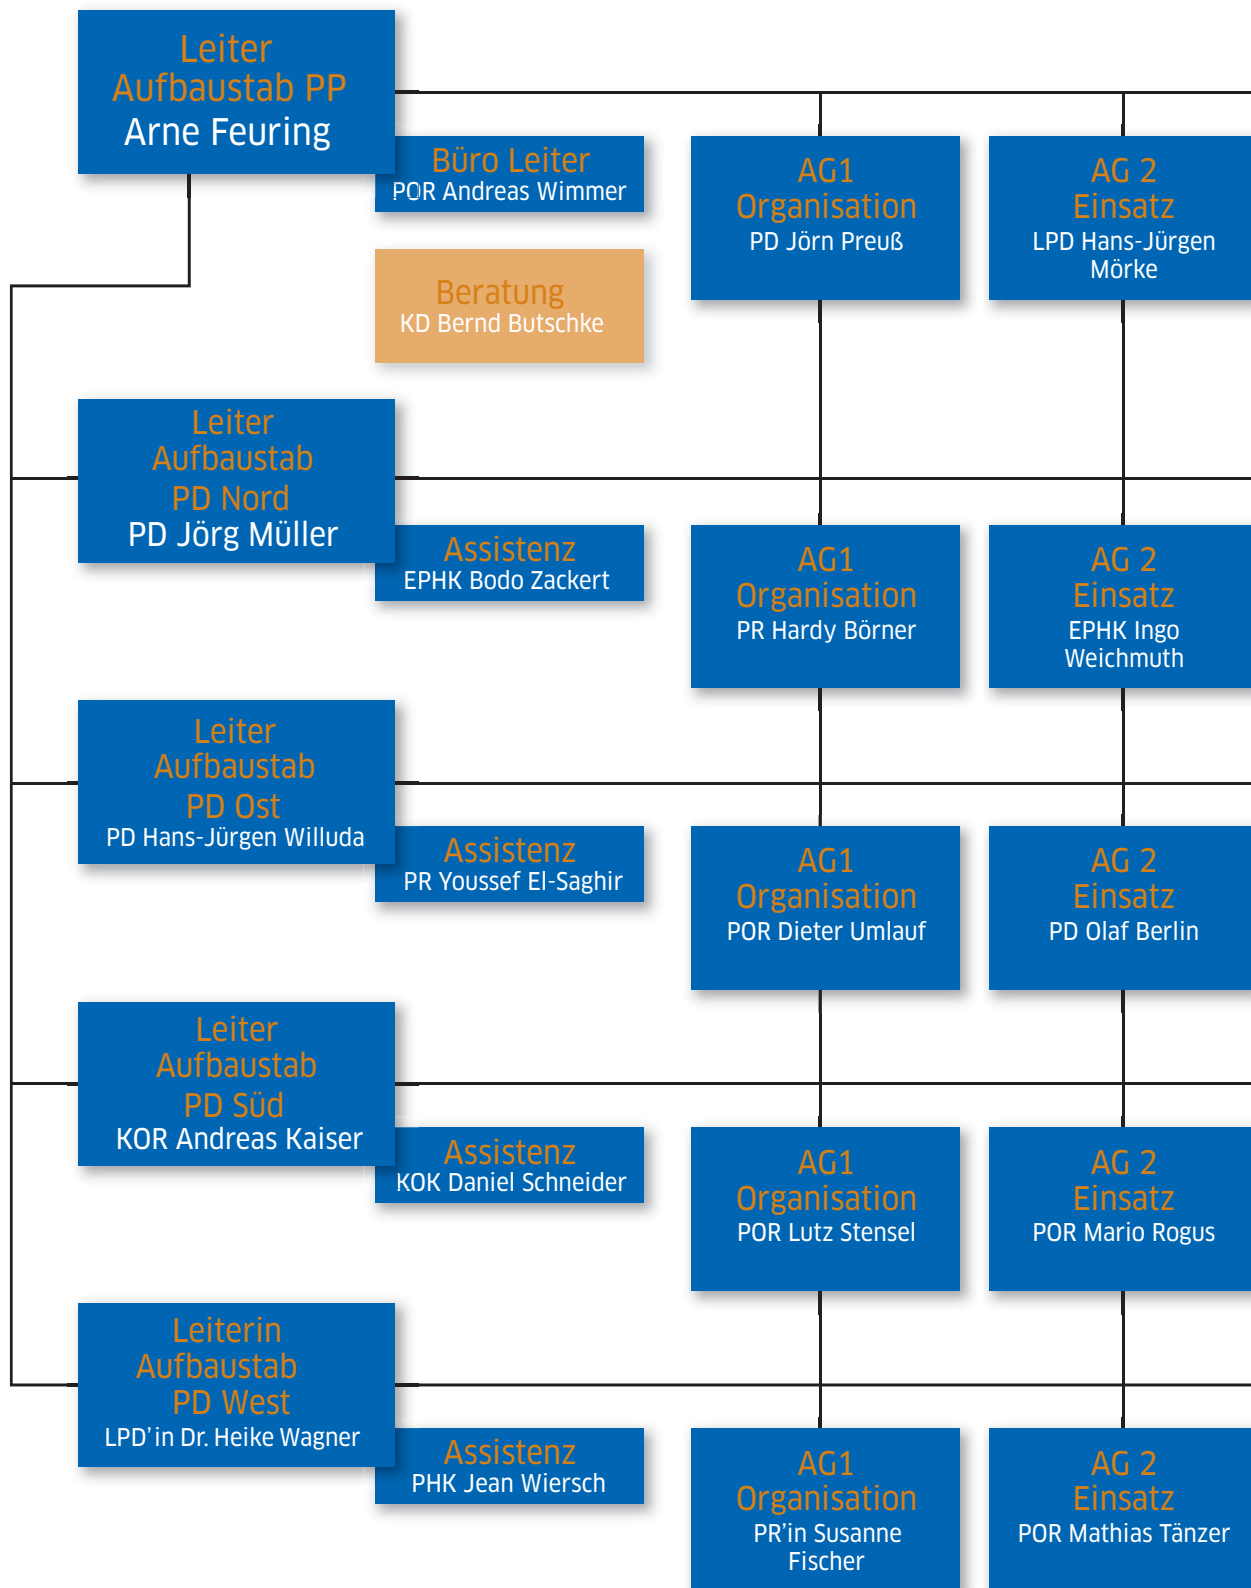 Leiter
Aufbaustab PP
Arne Feuring
Büro Leiter
POR Andreas Wimmer
Beratung
KD Bernd Butschke
AG1
Organisation
PD Jörn Preuß
AG 2
Einsatz
LPD Hans-Jürgen
Mörke
Leiter
Aufbaustab
PD Nord
PD Jörg Müller
Assistenz
EPHK Bodo Zackert
AG1
Organisation
PR Hardy Börner
AG 2
Einsatz
EPHK Ingo
Weichmuth
Leiter
Aufbaustab
PD Ost
PD Hans-Jürgen Willuda
Assistenz
PR Youssef El-Saghir
AG1
Organisation
POR Dieter Umlauf
AG 2
Einsatz
PD Olaf Berlin
Leiter
Aufbaustab
PD Süd
KOR Andreas Kaiser
Assistenz
KOK Daniel Schneider
AG1
Organisation
POR Lutz Stensel
AG 2
Einsatz
POR Mario Rogus
Leiterin
Aufbaustab
PD West
LPD'in Dr. Heike Wagner
Assistenz
PHK Jean Wiersch
AG1
Organisation
PR'in Susanne
Fischer
AG 2
Einsatz
POR Mathias Tänzer